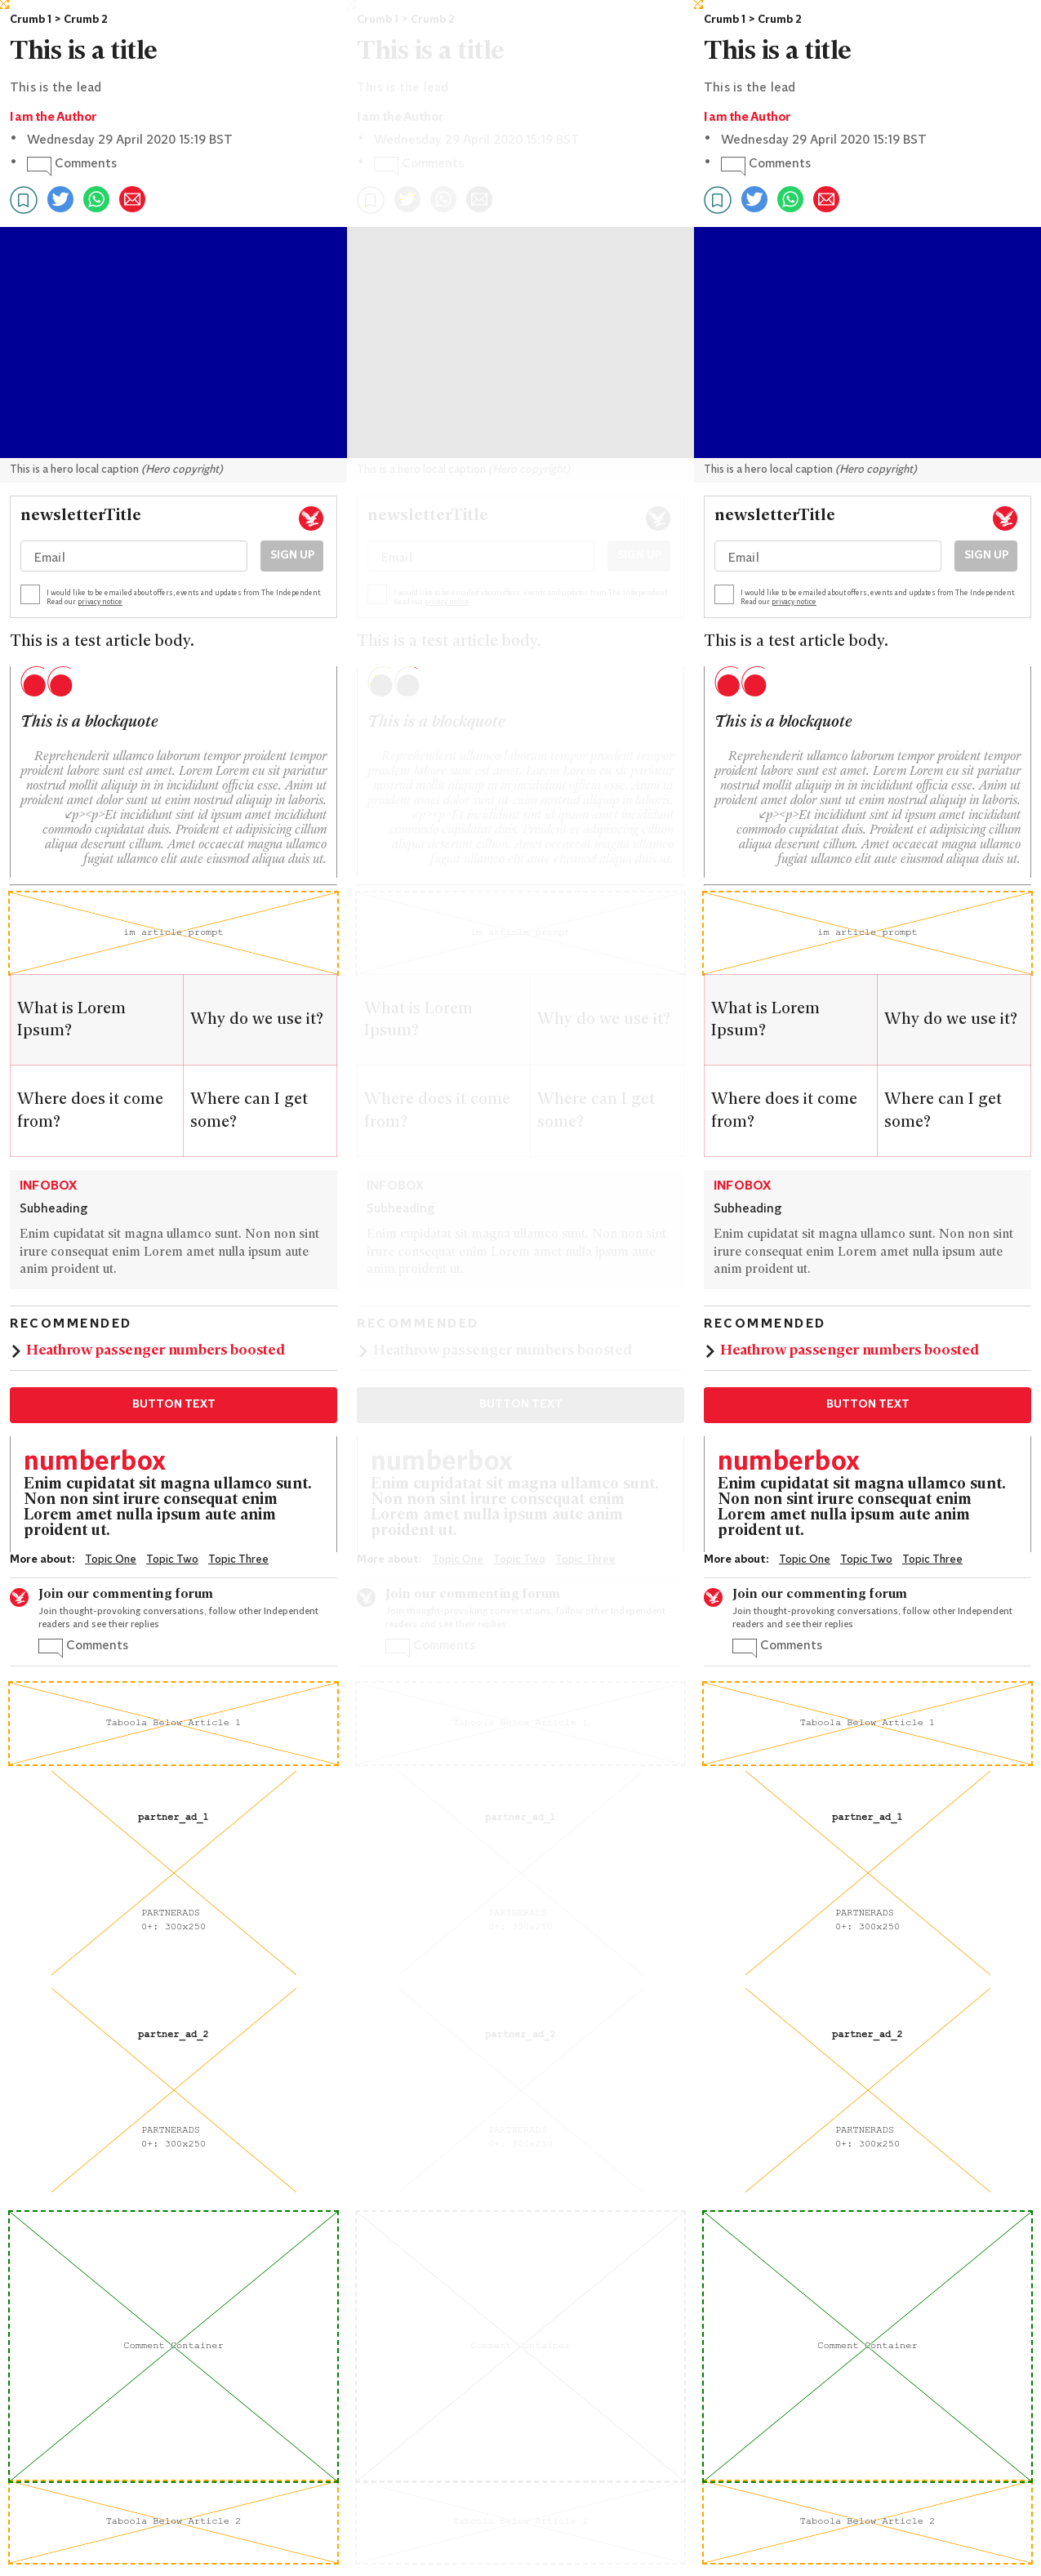 Crumb 1 > Crumb 2
This is a title
This is the lead
I am the Author
Wednesday 29 April 2020 15:19 BST
Comments
This is a hero local caption (Hero copyright)
newsletterTitle
Email
SIGN UP
I would like to be emailed about offers, events and updates from The Independent.
Read our privacy notice
This is a test article body.
This is a blockquote
Reprehenderit ullamco laborum tempor proident tempor
proident labore sunt est amet. Lorem Lorem eu sit pariatur
nostrud mollit aliquip in in incididunt officia esse. Anim ut
proident amet dolor sunt ut enim nostrud aliquip in laboris.
<p><p>Et incididunt sint id ipsum amet incididunt
commodo cupidatat duis. Proident et adipisicing cillum
aliqua deserunt cillum. Amet occaecat magna ullamco
fugiat ullamco elit aute eiusmod aliqua duis ut.
im article prompt
What is Lorem
Ipsum?
Why do we use it?
Where does it come
from?
Where can I get
some?
INFOBOX
Subheading
Enim cupidatat sit magna ullamco sunt. Non non sint
irure consequat enim Lorem amet nulla ipsum aute
anim proident ut.
RECOMMENDED
Heathrow passenger numbers boosted
BUTTON TEXT
numberbox
Enim cupidatat sit magna ullamco sunt.
Non non sint irure consequat enim
Lorem amet nulla ipsum aute anim
proident ut.
More about: Topic One Topic Two Topic Three
Join our commenting forum
Join thought-provoking conversations, follow other Independent
readers and see their replies
Comments
Taboola Below Article 1
partner_ad_1
PARTNERADS
0+: 300x250
partner_ad_2
PARTNERADS
0+: 300x250
Comment Container
Taboola Below Article 2
Crumb 1 > Crumb 2
This is a title
This is the lead
I am the Author
Wednesday 29 April 2020 15:19 BST
Comments
This is a hero local caption (Hero copyright)
newsletterTitle
Email
SIGN UP
I would like to be emailed about offers, events and updates from The Independent.
Read our privacy notice
This is a test article body.
This is a blockquote
Reprehenderit ullamco laborum tempor proident tempor
proident labore sunt est amet. Lorem Lorem eu sit pariatur
nostrud mollit aliquip in in incididunt officia esse. Anim ut
proident amet dolor sunt ut enim nostrud aliquip in laboris.
<p><p>Et incididunt sint id ipsum amet incididunt
commodo cupidatat duis. Proident et adipisicing cillum
aliqua deserunt cillum. Amet occaecat magna ullamco
fugiat ullamco elit aute eiusmod aliqua duis ut.
im article prompt
What is Lorem
Ipsum?
Why do we use it?
Where does it come
from?
Where can I get
some?
INFOBOX
Subheading
Enim cupidatat sit magna ullamco sunt. Non non sint
irure consequat enim Lorem amet nulla ipsum aute
anim proident ut.
RECOMMENDED
Heathrow passenger numbers boosted
BUTTON TEXT
numberbox
Enim cupidatat sit magna ullamco sunt.
Non non sint irure consequat enim
Lorem amet nulla ipsum aute anim
proident ut.
More about: Topic One Topic Two Topic Three
Join our commenting forum
Join thought-provoking conversations, follow other Independent
readers and see their replies
Comments
Taboola Below Article 1
partner_ad_1
PARTNERADS
0+: 300x250
partner_ad_2
PARTNERADS
0+: 300x250
Comment Container
Taboola Below Article 2
Crumb 1 > Crumb 2
This is a title
This is the lead
I am the Author
Wednesday 29 April 2020 15:19 BST
Comments
This is a hero local caption (Hero copyright)
newsletterTitle
Email
SIGN UP
I would like to be emailed about offers, events and updates from The Independent.
Read our privacy notice
This is a test article body.
This is a blockquote
Reprehenderit ullamco laborum tempor proident tempor
proident labore sunt est amet. Lorem Lorem eu sit pariatur
nostrud mollit aliquip in in incididunt officia esse. Anim ut
proident amet dolor sunt ut enim nostrud aliquip in laboris.
<p><p>Et incididunt sint id ipsum amet incididunt
commodo cupidatat duis. Proident et adipisicing cillum
aliqua deserunt cillum. Amet occaecat magna ullamco
fugiat ullamco elit aute eiusmod aliqua duis ut.
im article prompt
What is Lorem
Ipsum?
Why do we use it?
Where does it come
from?
Where can I get
some?
INFOBOX
Subheading
Enim cupidatat sit magna ullamco sunt. Non non sint
irure consequat enim Lorem amet nulla ipsum aute
anim proident ut.
RECOMMENDED
Heathrow passenger numbers boosted
BUTTON TEXT
numberbox
Enim cupidatat sit magna ullamco sunt.
Non non sint irure consequat enim
Lorem amet nulla ipsum aute anim
proident ut.
More about: Topic One Topic Two Topic Three
Join our commenting forum
Join thought-provoking conversations, follow other Independent
readers and see their replies
Comments
Taboola Below Article 1
partner_ad_1
PARTNERADS
0+: 300x250
partner_ad_2
PARTNERADS
0+: 300x250
Comment Container
Taboola Below Article 2